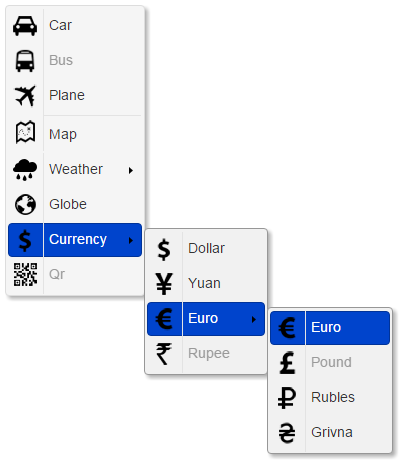 Car
Bus
Plane
Map
Weather
Globe
Currency
Qr
Dollar
Yuan
Euro
Rupee
Euro
Pound
Rubles
Grivna